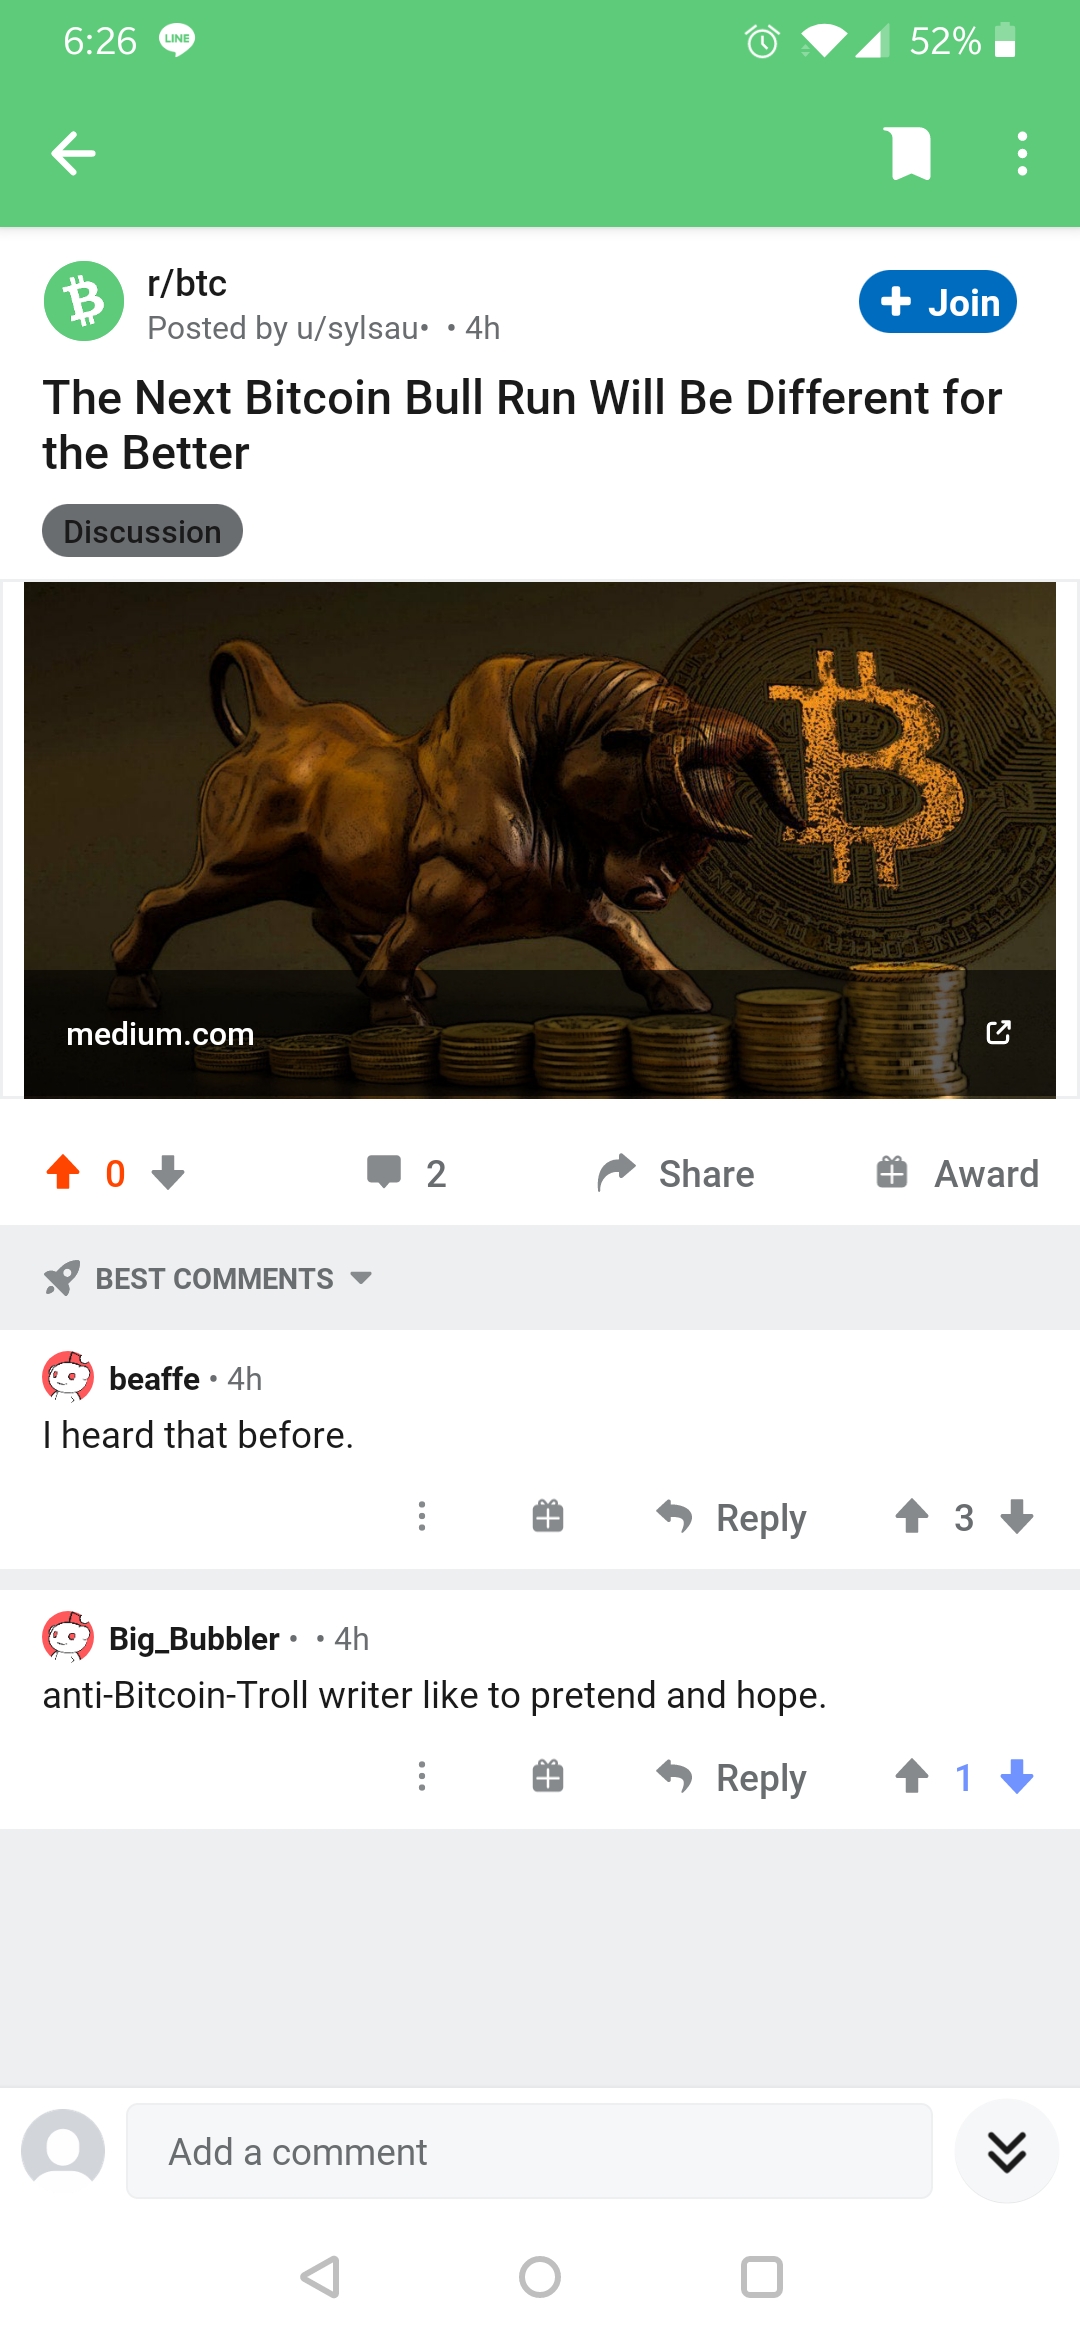 6:26 LINE 52%
r/btc
Posted by u/sylsau• • 4h
+ Join
The Next Bitcoin Bull Run Will Be Different for
the Better
Discussion
medium.com
0 2 Share Award
BEST COMMENTS
beaffe • 4h
I heard that before.
Reply 3
Big_Bubbler • • 4h
anti-Bitcoin-Troll writer like to pretend and hope.
Reply 1
Add a comment